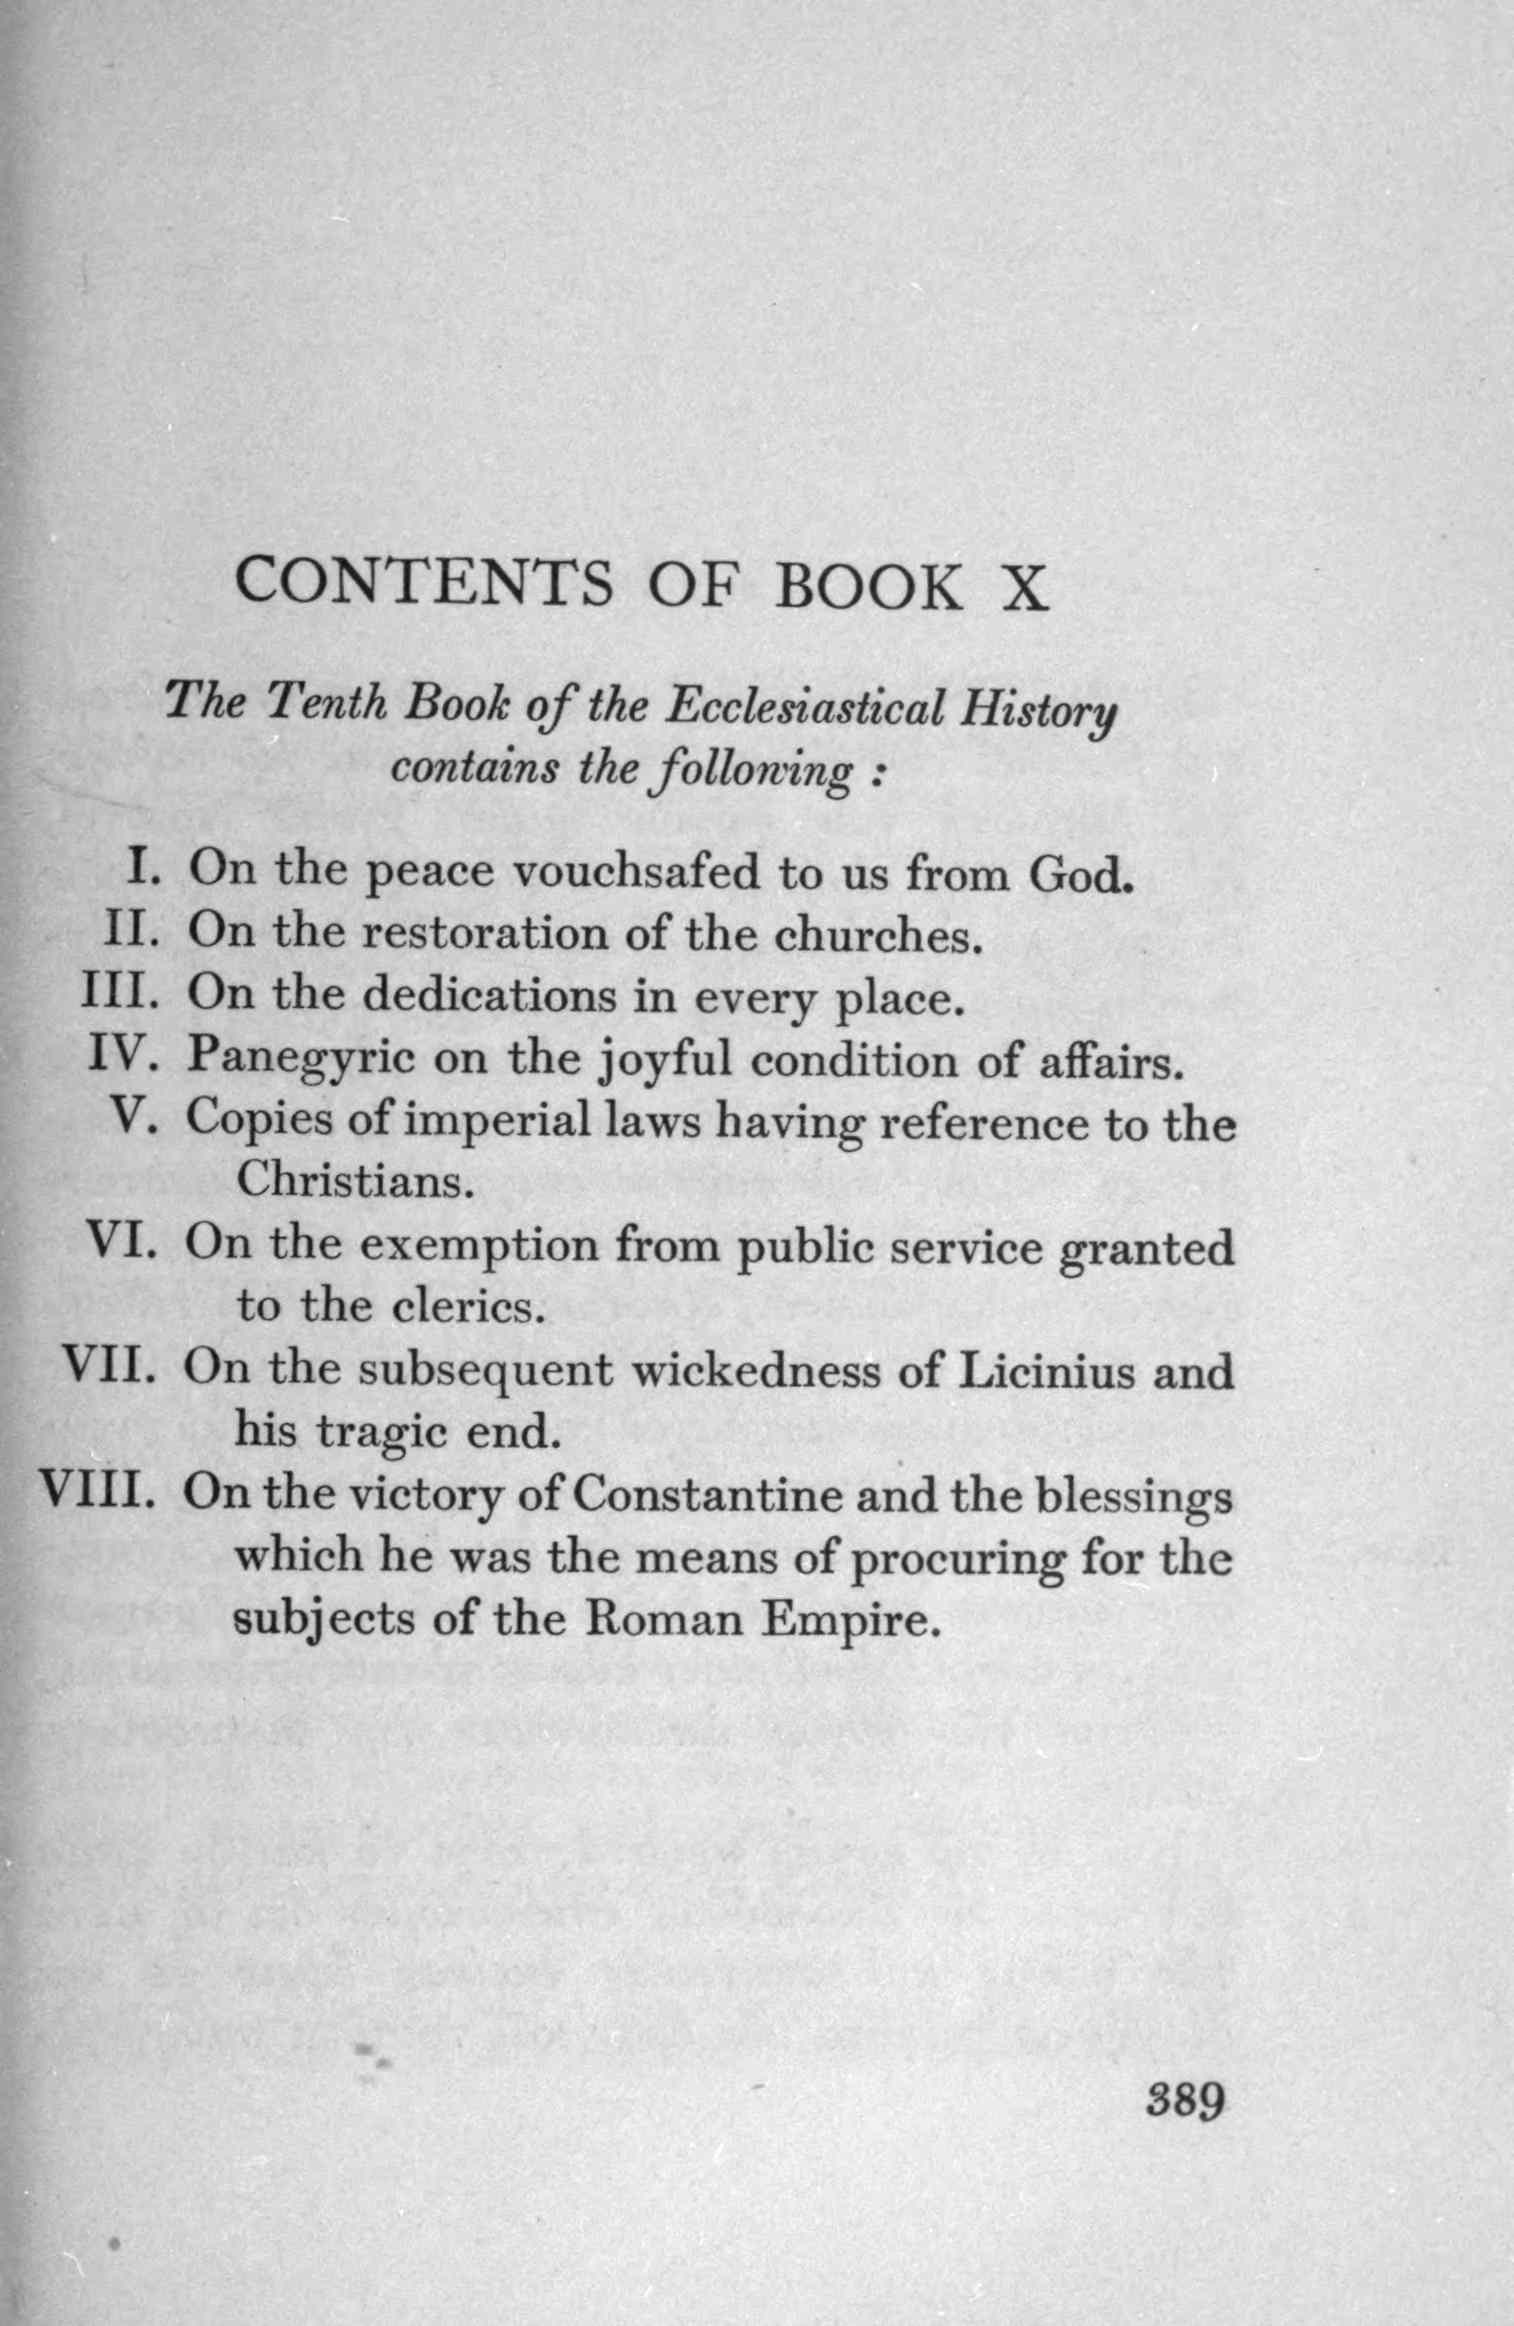 CONTENTS OF BOOK X
The Tenth Book of the Ecclesiastical History
contains the following :
I. On the peace vouchsafed to us from God.
II. On the restoration of the churches.
III. On the dedications in every place.
IV. Panegyric on the joyful condition of affairs.
V. Copies of imperial laws having reference to the
Christians.
VI. On the exemption from public service granted
to the clerics.
VII. On the subsequent wickedness of Licinius and
his tragic end.
VIII. On the victory of Constantine and the blessings
which he was the means of procuring for the
subjects of the Roman Empire.
389